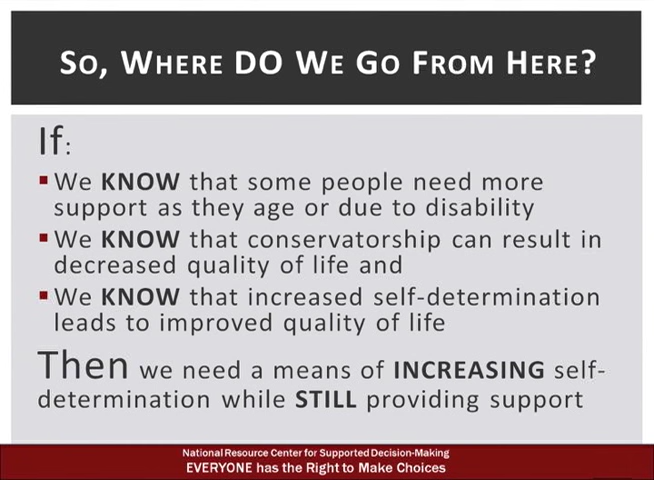 So, Where DO We Go From Here?
If:
▪ We KNOW that some people need more
support as they age or due to disability
▪ We KNOW that conservatorship can result in
decreased quality of life and
▪ We KNOW that increased self-determination
leads to improved quality of life
Then we need a means of INCREASING self-
determination while STILL providing support
National Resource Center for Supported Decision-Making
EVERYONE has the Right to Make Choices